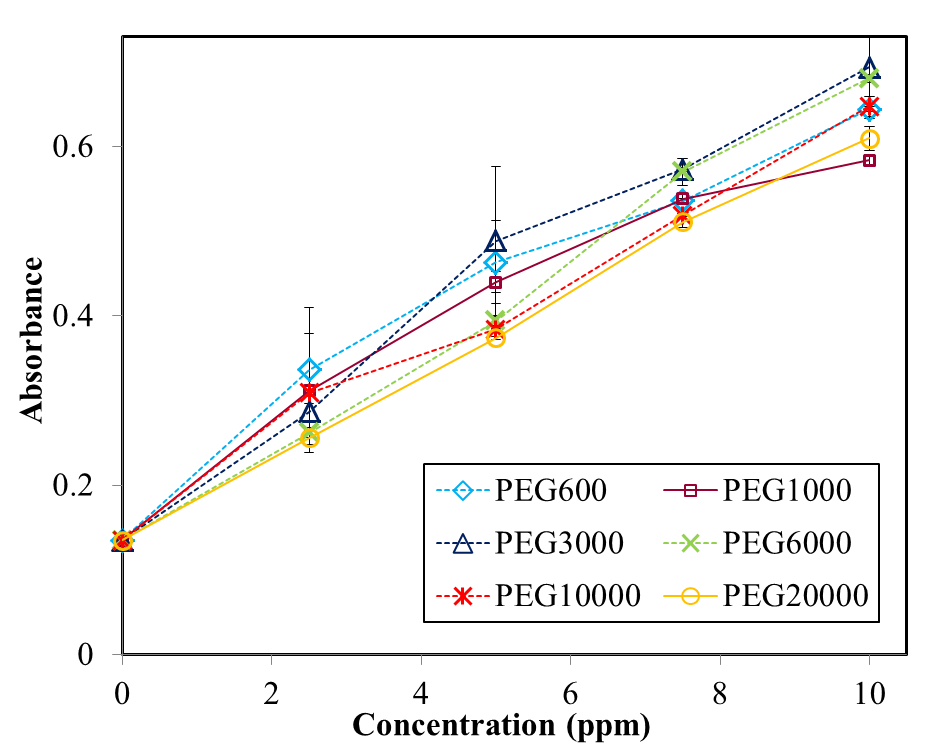 0.6
0.4
0.2
0
Absorbance
PEG600 PEG1000
PEG3000 PEG6000
PEG10000 PEG20000
0 2 4 6 8 10
Concentration (ppm)